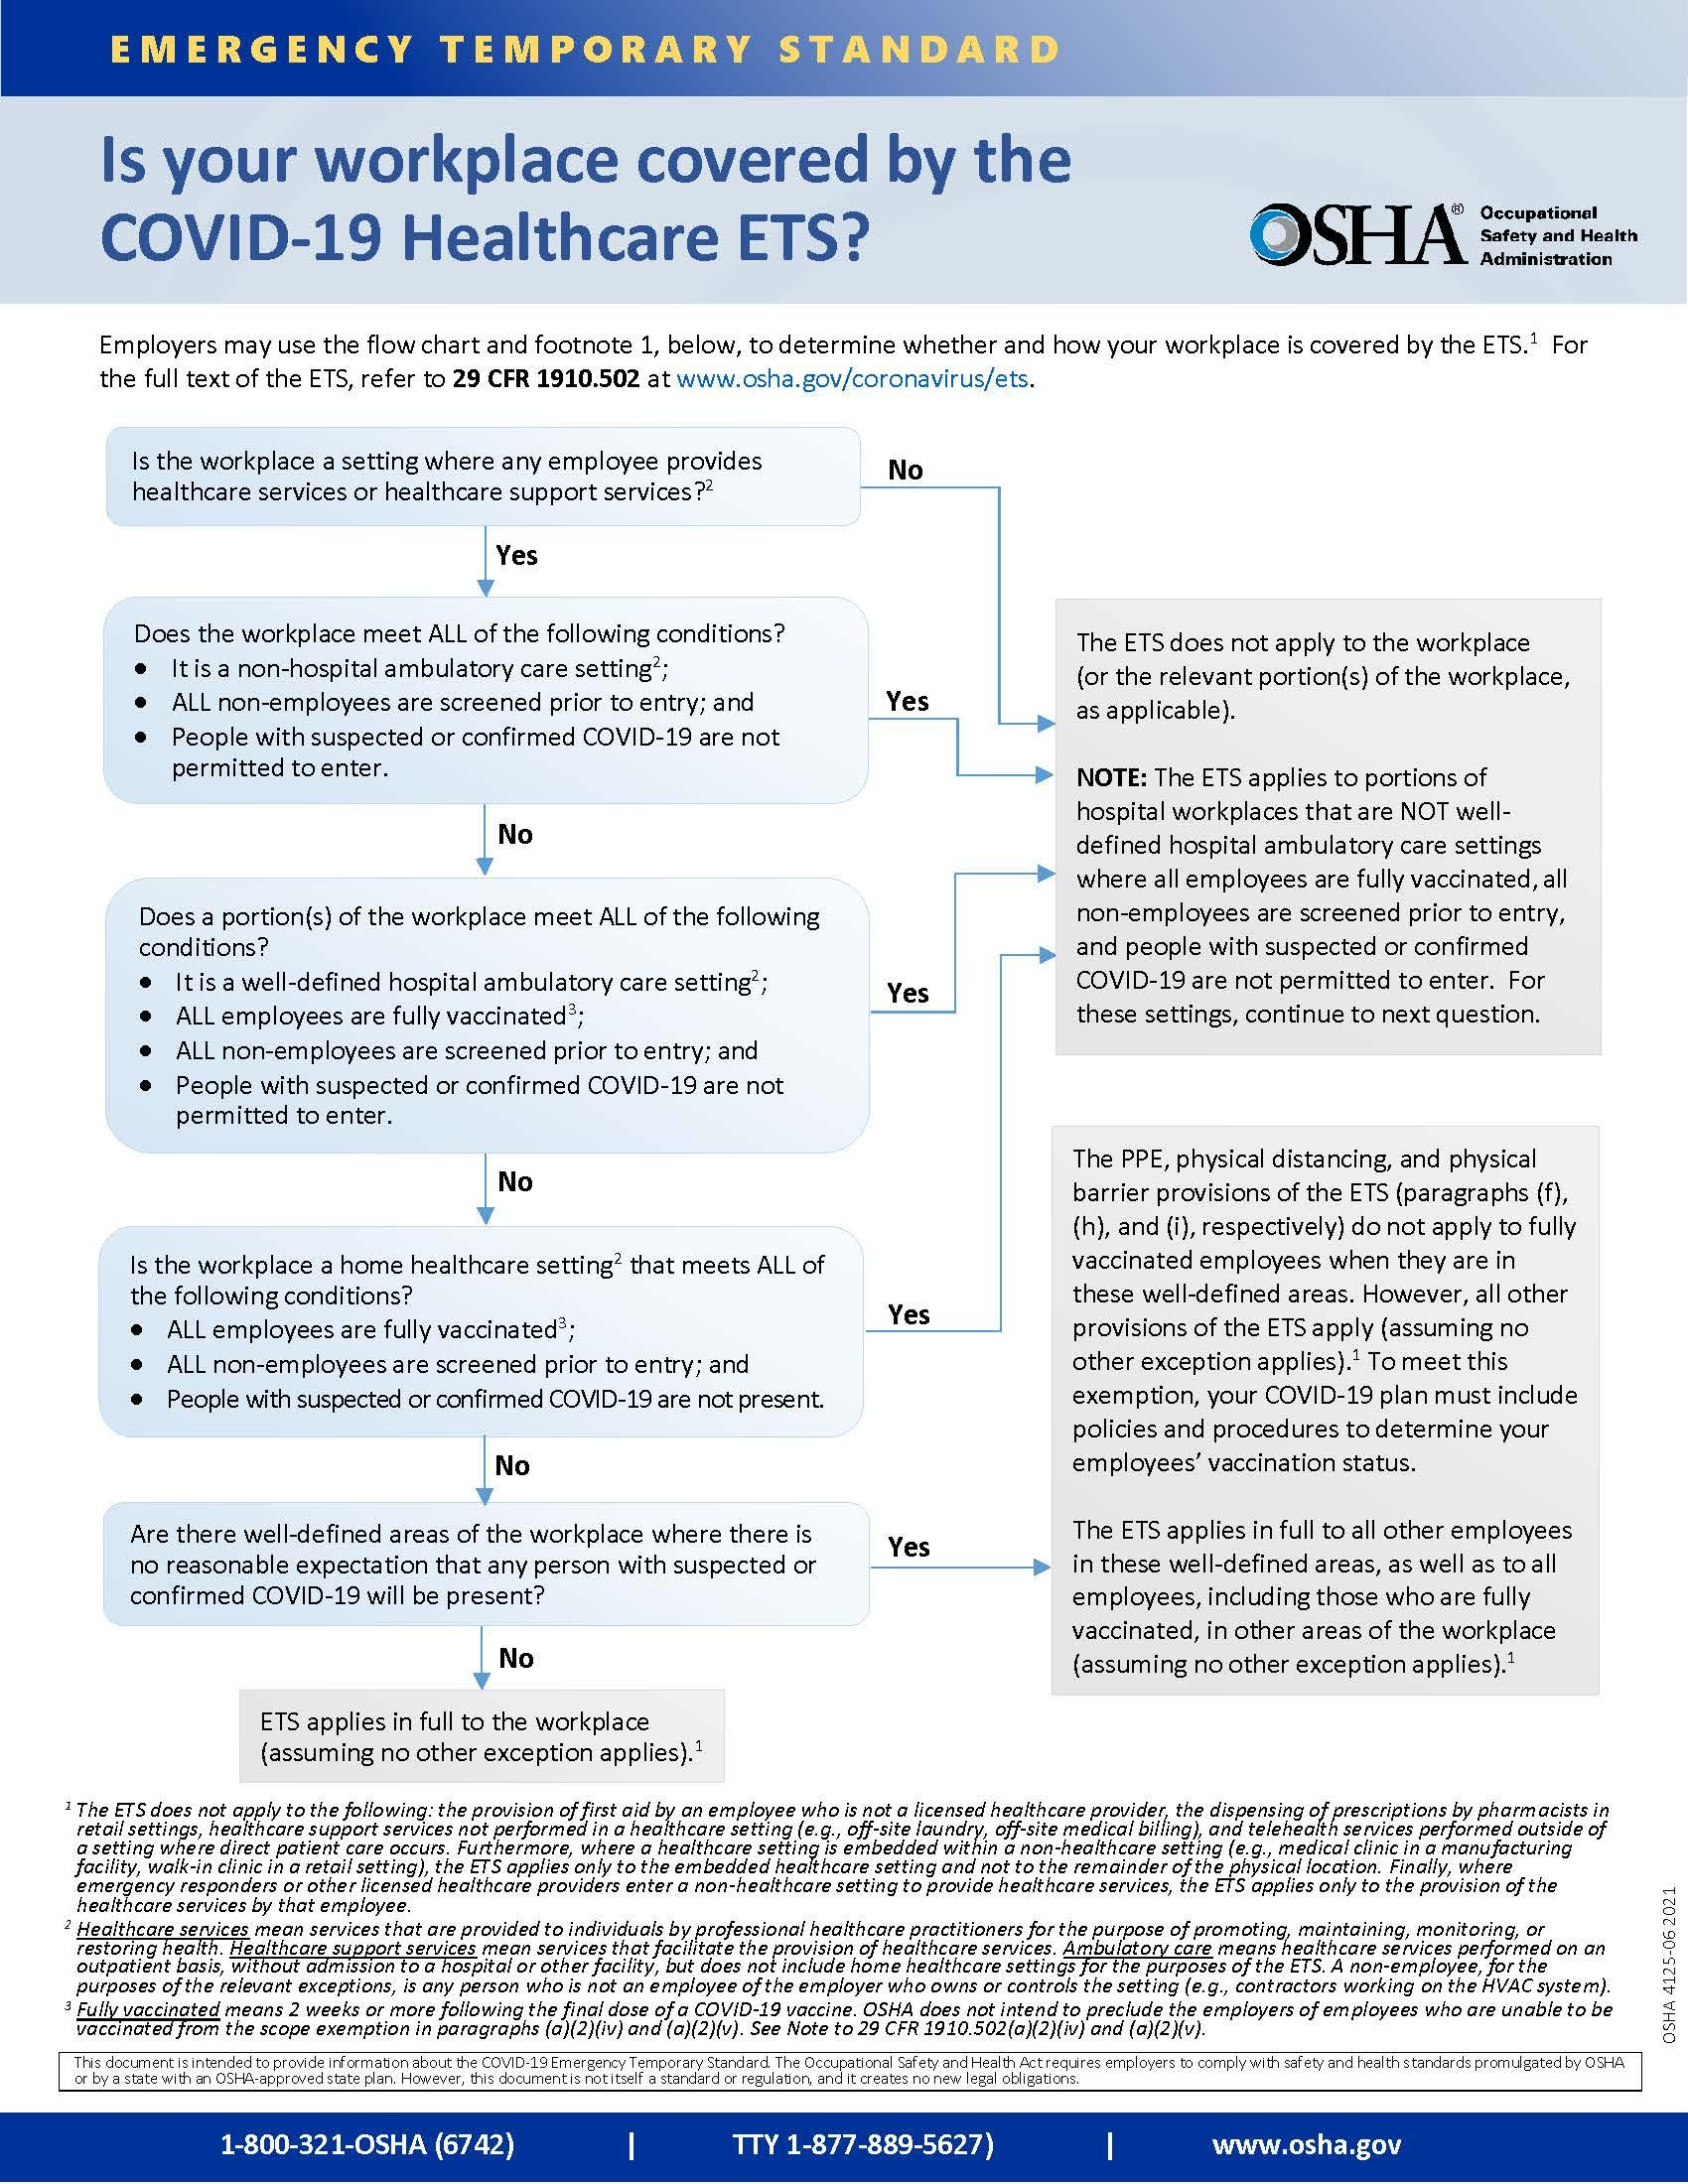 EMERGENCY TEMPORARY STANDARD
Is your workplace covered by the
COVID-19 Healthcare ETS?
OSHA® Occupational
Safety and Health
Administration
Employers may use the flow chart and footnote 1, below, to determine whether and how your workplace is covered by the ETS.1 For
the full text of the ETS, refer to 29 CFR 1910.502 at www.osha.gov/coronavirus/ets.
Is the workplace a setting where any employee provides
healthcare services or healthcare support services?2
No
Yes
Does the workplace meet ALL of the following conditions?
• It is a non-hospital ambulatory care setting2;
• ALL non-employees are screened prior to entry; and
• People with suspected or confirmed COVID-19 are not
permitted to enter.
Yes
No
Does a portion(s) of the workplace meet ALL of the following
conditions?
• It is a well-defined hospital ambulatory care setting2;
• ALL employees are fully vaccinated3;
• ALL non-employees are screened prior to entry; and
• People with suspected or confirmed COVID-19 are not
permitted to enter.
Yes
No
Is the workplace a home healthcare setting2 that meets ALL of
the following conditions?
• ALL employees are fully vaccinated3;
• ALL non-employees are screened prior to entry; and
• People with suspected or confirmed COVID-19 are not present.
Yes
No
Are there well-defined areas of the workplace where there is
no reasonable expectation that any person with suspected or
confirmed COVID-19 will be present?
Yes
No
ETS applies in full to the workplace
(assuming no other exception applies).1
The ETS does not apply to the workplace
(or the relevant portion(s) of the workplace,
as applicable).
NOTE: The ETS applies to portions of
hospital workplaces that are NOT well-
defined hospital ambulatory care settings
where all employees are fully vaccinated, all
non-employees are screened prior to entry,
and people with suspected or confirmed
COVID-19 are not permitted to enter. For
these settings, continue to next question.
The PPE, physical distancing, and physical
barrier provisions of the ETS (paragraphs (f),
(h), and (i), respectively) do not apply to fully
vaccinated employees when they are in
these well-defined areas. However, all other
provisions of the ETS apply (assuming no
other exception applies).1 To meet this
exemption, your COVID-19 plan must include
policies and procedures to determine your
employees’ vaccination status.
The ETS applies in full to all other employees
in these well-defined areas, as well as to all
employees, including those who are fully
vaccinated, in other areas of the workplace
(assuming no other exception applies).1
1 The ETS does not apply to the following: the provision of first aid by an employee who is not a licensed healthcare provider, the dispensing of prescriptions by pharmacists in
retail settings, healthcare support services not performed in a healthcare setting (e.g., off-site laundry, off-site medical billing), and telehealth services performed outside of
a setting where direct patient care occurs. Furthermore, where a healthcare setting is embedded within a non-healthcare setting (e.g., medical clinic in a manufacturing
facility, walk-in clinic in a retail setting), the ETS applies only to the embedded healthcare setting and not to the remainder of the physical location. Finally, where
emergency responders or other licensed healthcare providers enter a non-healthcare setting to provide healthcare services, the ETS applies only to the provision of the
healthcare services by that employee.
2 Healthcare services mean services that are provided to individuals by professional healthcare practitioners for the purpose of promoting, maintaining, monitoring, or
restoring health. Healthcare support services mean services that facilitate the provision of healthcare services. Ambulatory care means healthcare services performed on an
outpatient basis, without admission to a hospital or other facility, but does not include home healthcare settings for the purposes of the ETS. A non-employee, for the
purposes of the relevant exceptions, is any person who is not an employee of the employer who owns or controls the setting (e.g., contractors working on the HVAC system).
3 Fully vaccinated means 2 weeks or more following the final dose of a COVID-19 vaccine. OSHA does not intend to preclude the employers of employees who are unable to be
vaccinated from the scope exemption in paragraphs (a)(2)(iv) and (a)(2)(v). See Note to 29 CFR 1910.502(a)(2)(iv) and (a)(2)(v).
OSHA 4125-06 2021
This document is intended to provide information about the COVID-19 Emergency Temporary Standard. The Occupational Safety and Health Act requires employers to comply with safety and health standards promulgated by OSHA
or by a state with an OSHA-approved state plan. However, this document is not itself a standard or regulation, and it creates no new legal obligations.
1-800-321-OSHA (6742) | TTY 1-877-889-5627) | www.osha.gov